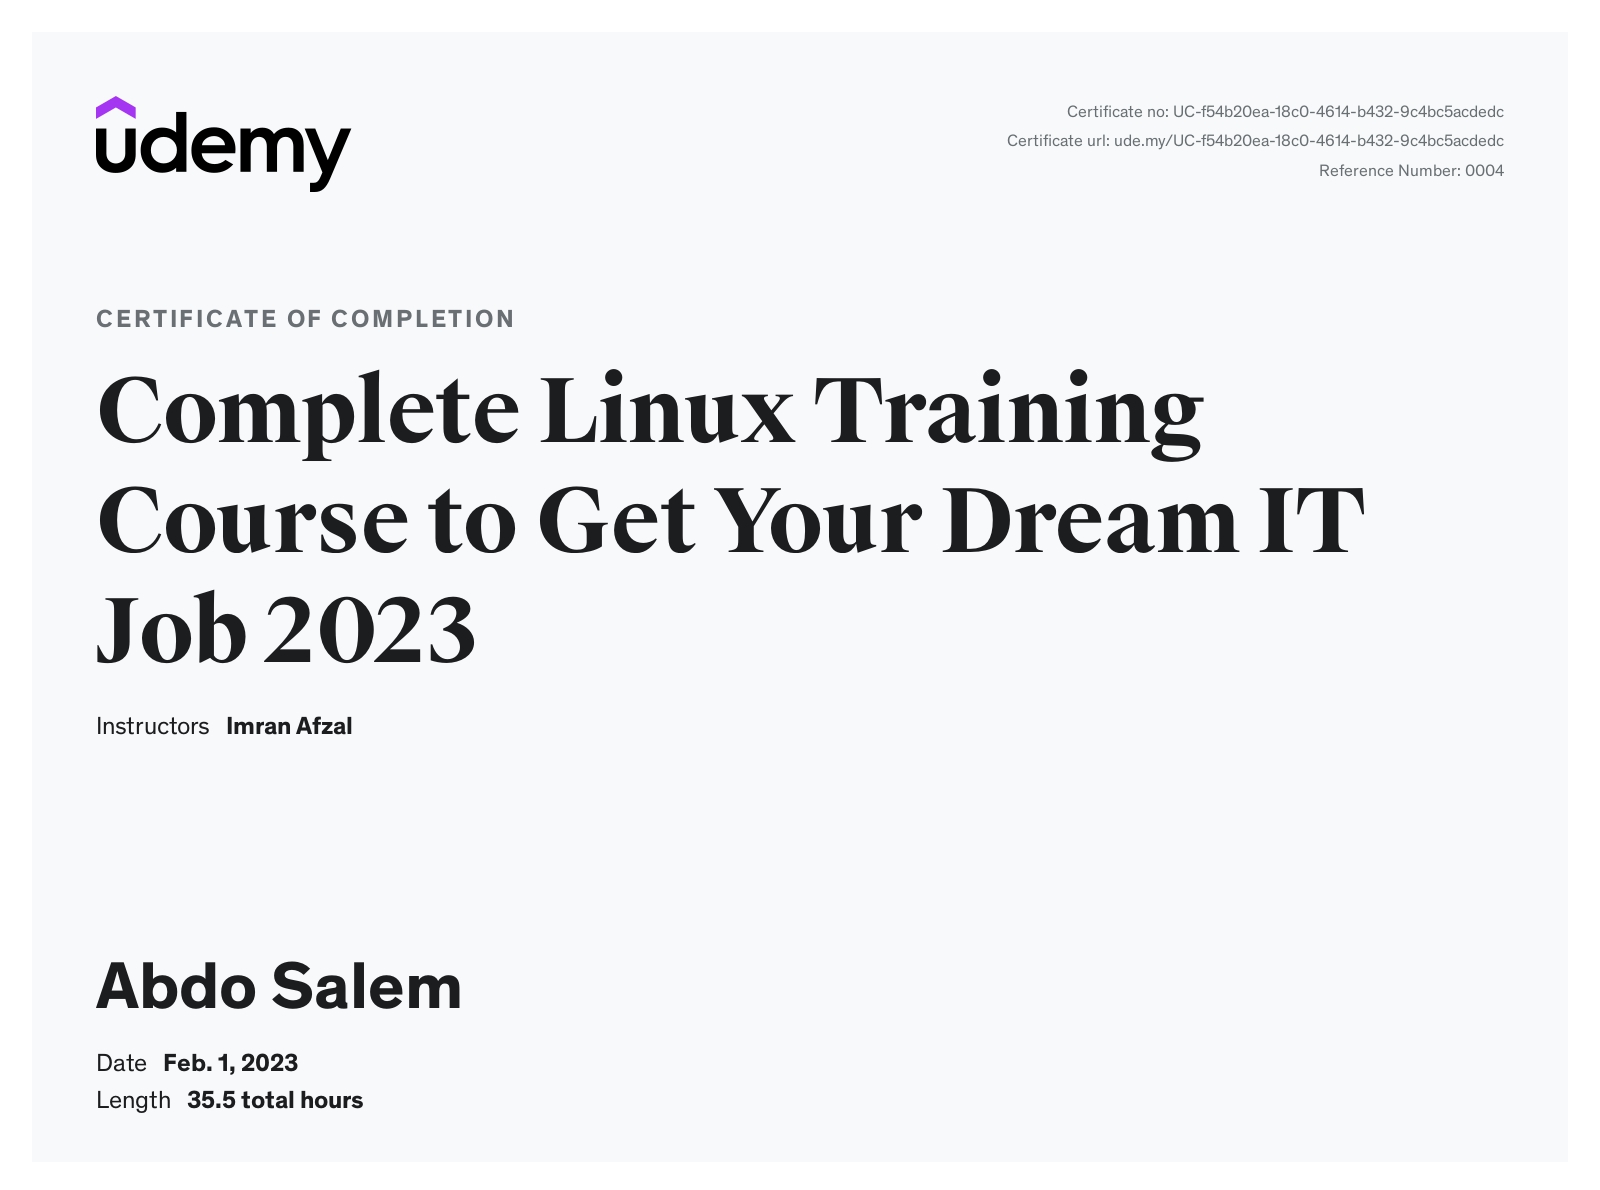 udemy
Certificate no: UC-f54b20ea-18c0-4614-b432-9c4bc5acdedc
Certificate url: ude.my/UC-f54b20ea-18c0-4614-b432-9c4bc5acdedc
Reference Number: 0004
CERTIFICATE OF COMPLETION
Complete Linux Training
Course to Get Your Dream IT
Job 2023
Instructors Imran Afzal
Abdo Salem
Date Feb. 1, 2023
Length 35.5 total hours